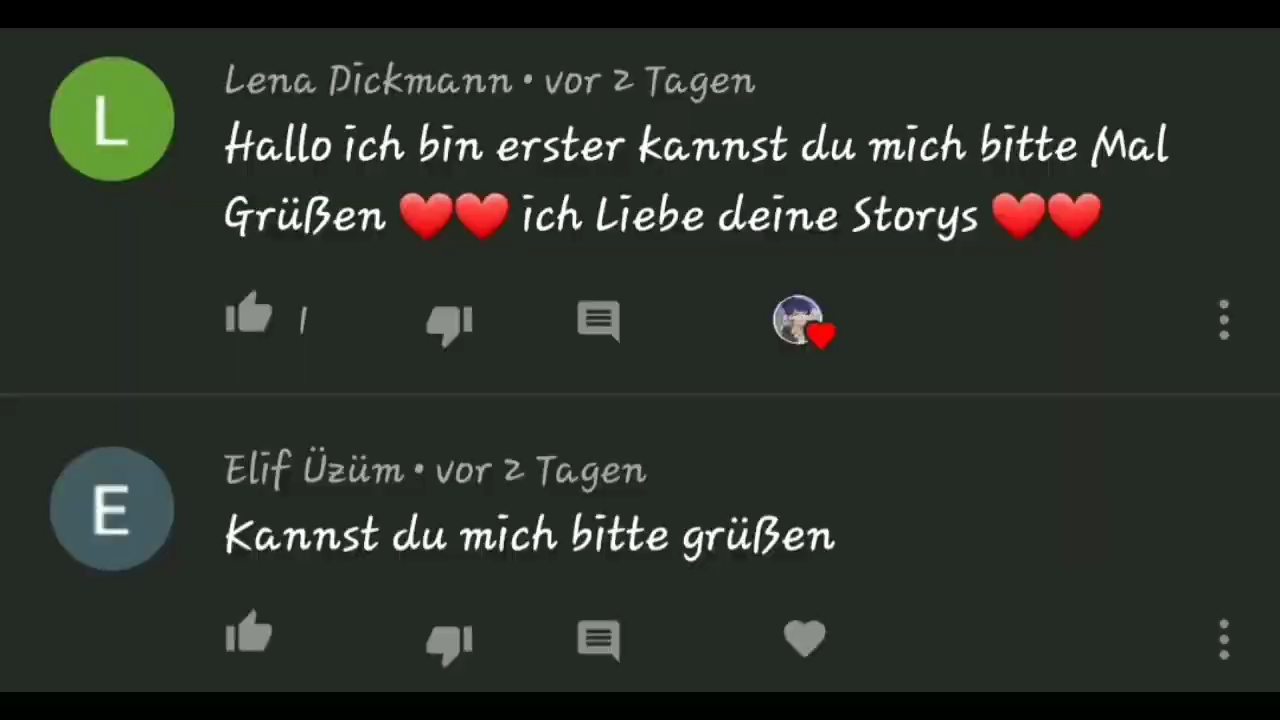 L
Lena Dickmann • vor 2 Tagen
Hallo ich bin erster kannst du mich bitte Mal
Grüßen ❤️❤️ ich Liebe deine Storys ❤️❤️
1
E
Elif Üzüm • vor 2 Tagen
Kannst du mich bitte grüßen